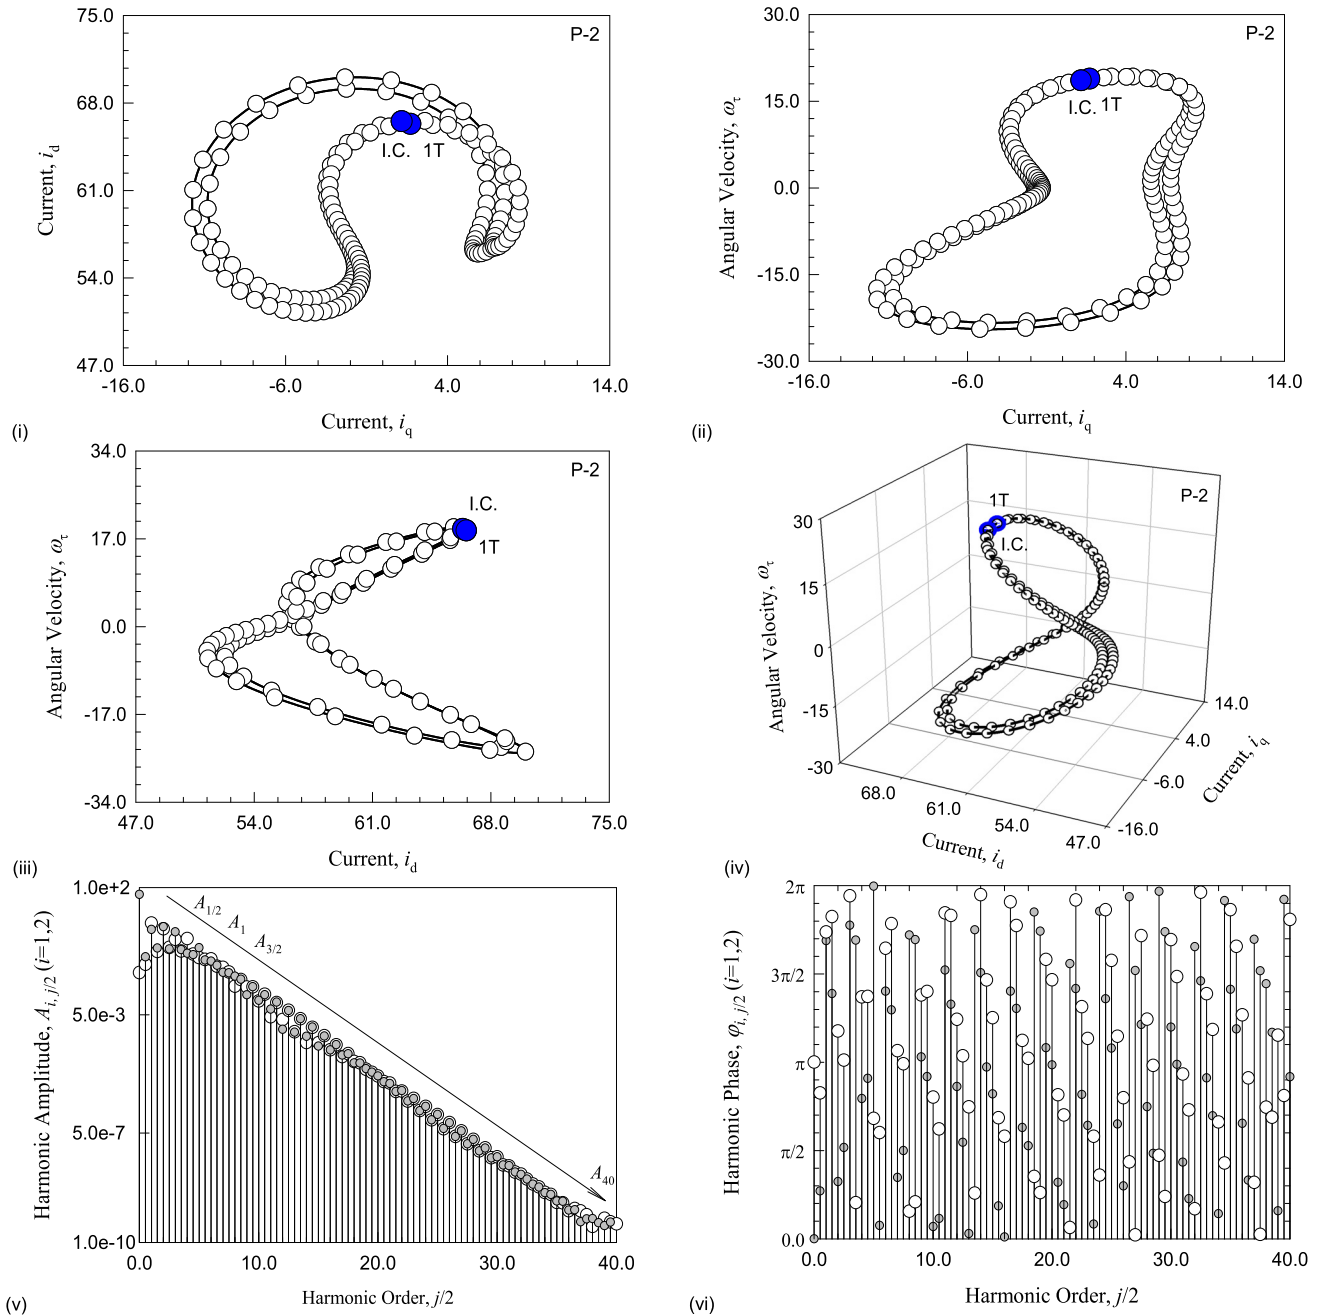 75.0
68.0
61.0
54.0
47.0
-16.0
-6.0
4.0
14.0
Current, i_d
Current, i_q
P-2
I.C.
1T
(i)
30.0
15.0
0.0
-15.0
-30.0
-16.0
-6.0
4.0
14.0
Angular Velocity, ω_τ
Current, i_q
P-2
I.C.
1T
(ii)
34.0
17.0
0.0
-17.0
-34.0
47.0
54.0
61.0
68.0
75.0
Angular Velocity, ω_τ
Current, i_d
P-2
I.C.
1T
(iii)
P-2
1T
I.C.
30
15
0
-15
-30
68.0
61.0
54.0
47.0
-16.0
-6.0
4.0
14.0
Angular Velocity, ω_τ
Current, i_d
Current, i_q
(iv)
1.0e+2
5.0e-3
5.0e-7
1.0e-10
0.0
10.0
20.0
30.0
40.0
Harmonic Amplitude, A_{i, j/2} (i=1,2)
Harmonic Order, j/2
A_{1/2}
A_1
A_{3/2}
A_{40}
(v)
2π
3π/2
π
π/2
0.0
0.0
10.0
20.0
30.0
40.0
Harmonic Phase, φ_{i, j/2} (i=1,2)
Harmonic Order, j/2
(vi)